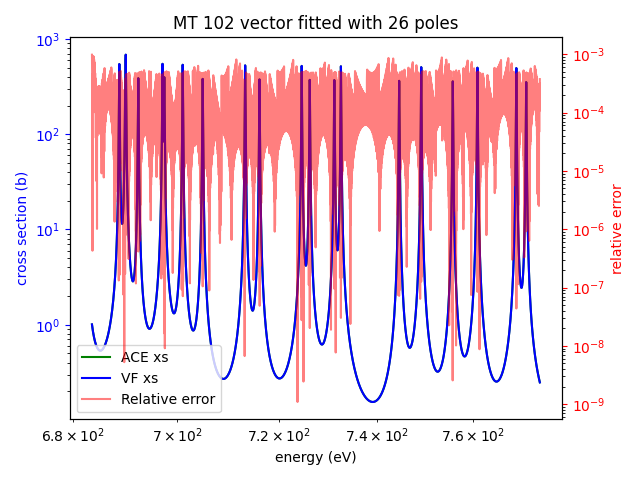 MT 102 vector fitted with 26 poles
cross section (b)
10³
10²
10¹
10⁰
10⁻³
10⁻⁴
10⁻⁵
10⁻⁶
10⁻⁷
10⁻⁸
10⁻⁹
relative error
ACE xs
VF xs
Relative error
6.8 × 10² 7 × 10² 7.2 × 10² 7.4 × 10² 7.6 × 10²
energy (eV)